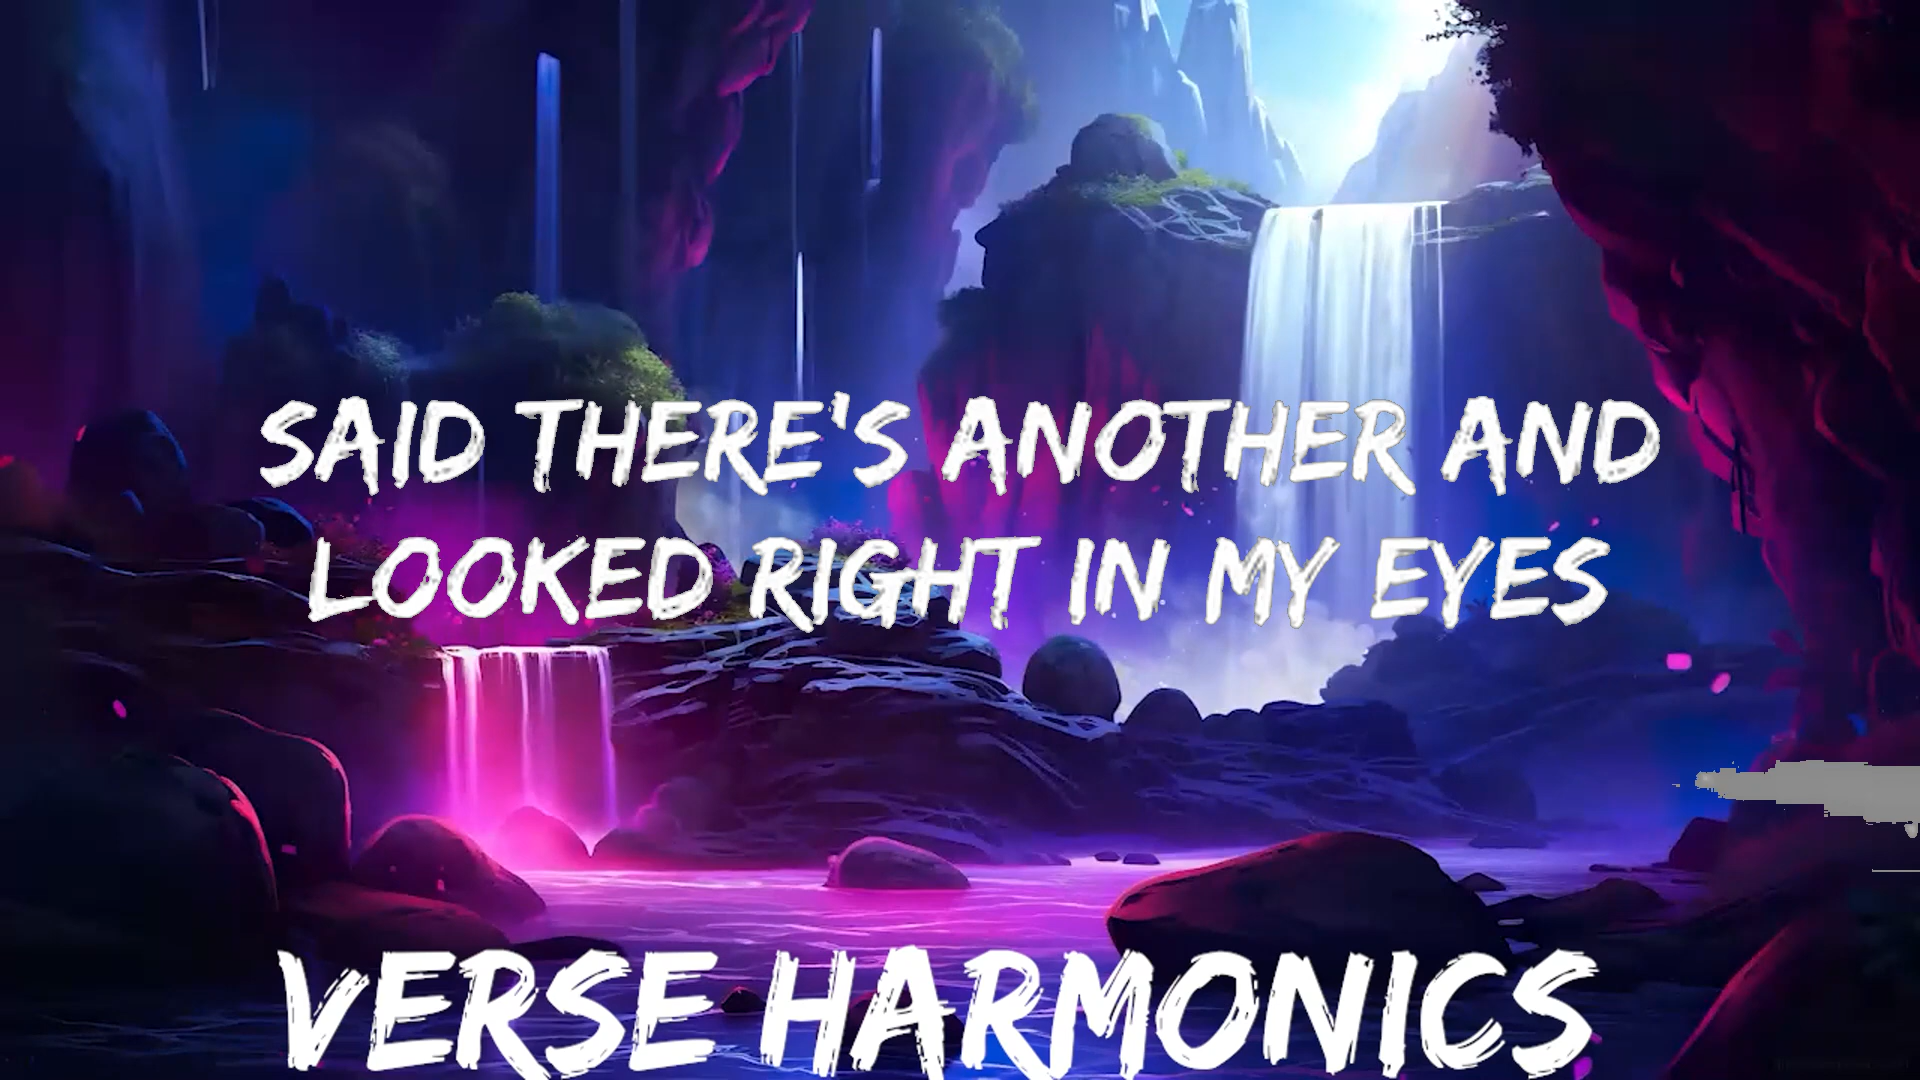 SAID THERE'S ANOTHER AND
LOOKED RIGHT IN MY EYES
VERSE HARMONICS